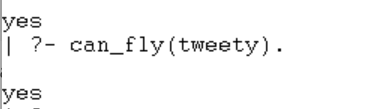 yes
| ?- can_fly(tweety).
yes